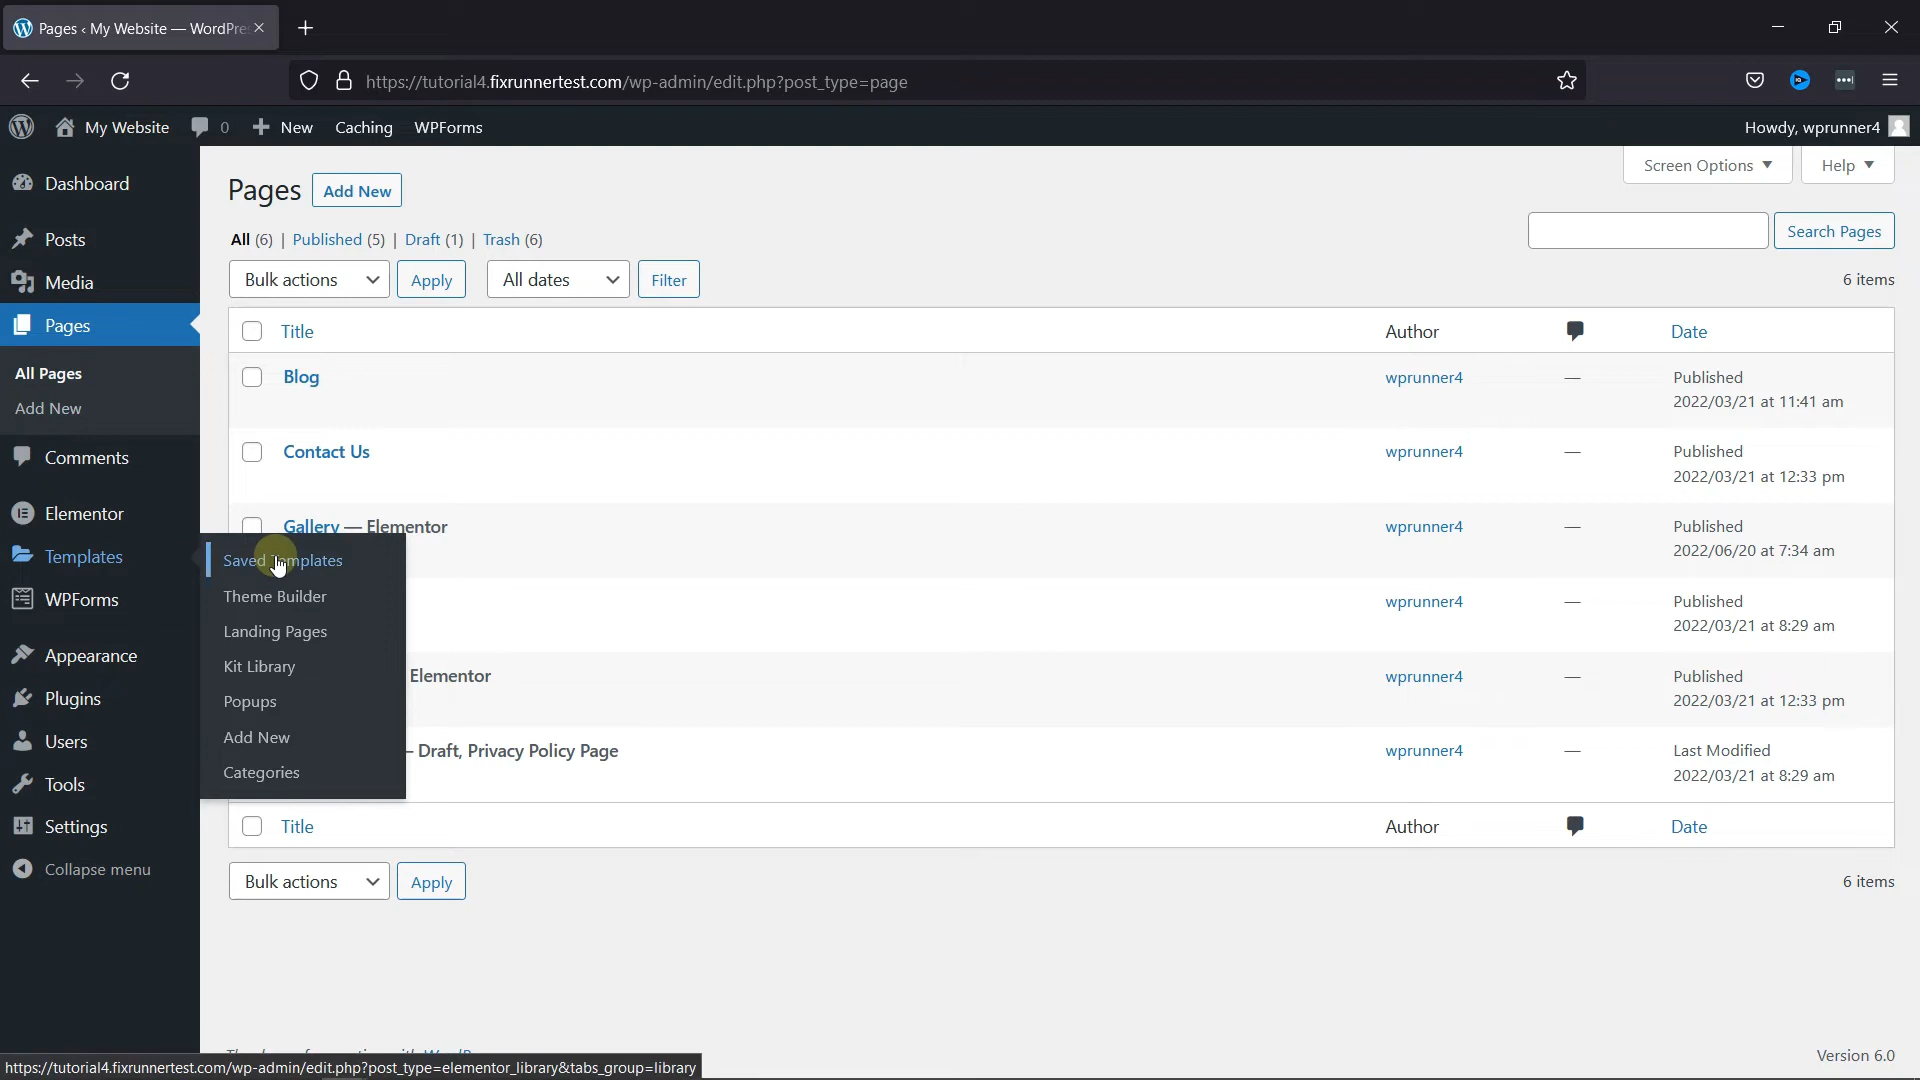 Pages ‹ My Website — WordPre
https://tutorial4.fixrunnertest.com/wp-admin/edit.php?post_type=page
My Website 0 New Caching WPForms Howdy, wprunner4
Screen Options Help
Dashboard
Posts
Media
Pages
All Pages
Add New
Comments
Elementor
Templates
WPForms
Appearance
Plugins
Users
Tools
Settings
Collapse menu
Saved Templates
Theme Builder
Landing Pages
Kit Library
Popups
Add New
Categories
Pages Add New
All (6) | Published (5) | Draft (1) | Trash (6)
Search Pages
Bulk actions Apply All dates Filter 6 items
Title Author Date
Blog wprunner4 — Published
2022/03/21 at 11:41 am
Contact Us wprunner4 — Published
2022/03/21 at 12:33 pm
Gallery — Elementor wprunner4 — Published
2022/06/20 at 7:34 am
wprunner4 — Published
2022/03/21 at 8:29 am
Elementor wprunner4 — Published
2022/03/21 at 12:33 pm
– Draft, Privacy Policy Page wprunner4 — Last Modified
2022/03/21 at 8:29 am
Title Author Date
Bulk actions Apply 6 items
Version 6.0
https://tutorial4.fixrunnertest.com/wp-admin/edit.php?post_type=elementor_library&tabs_group=library